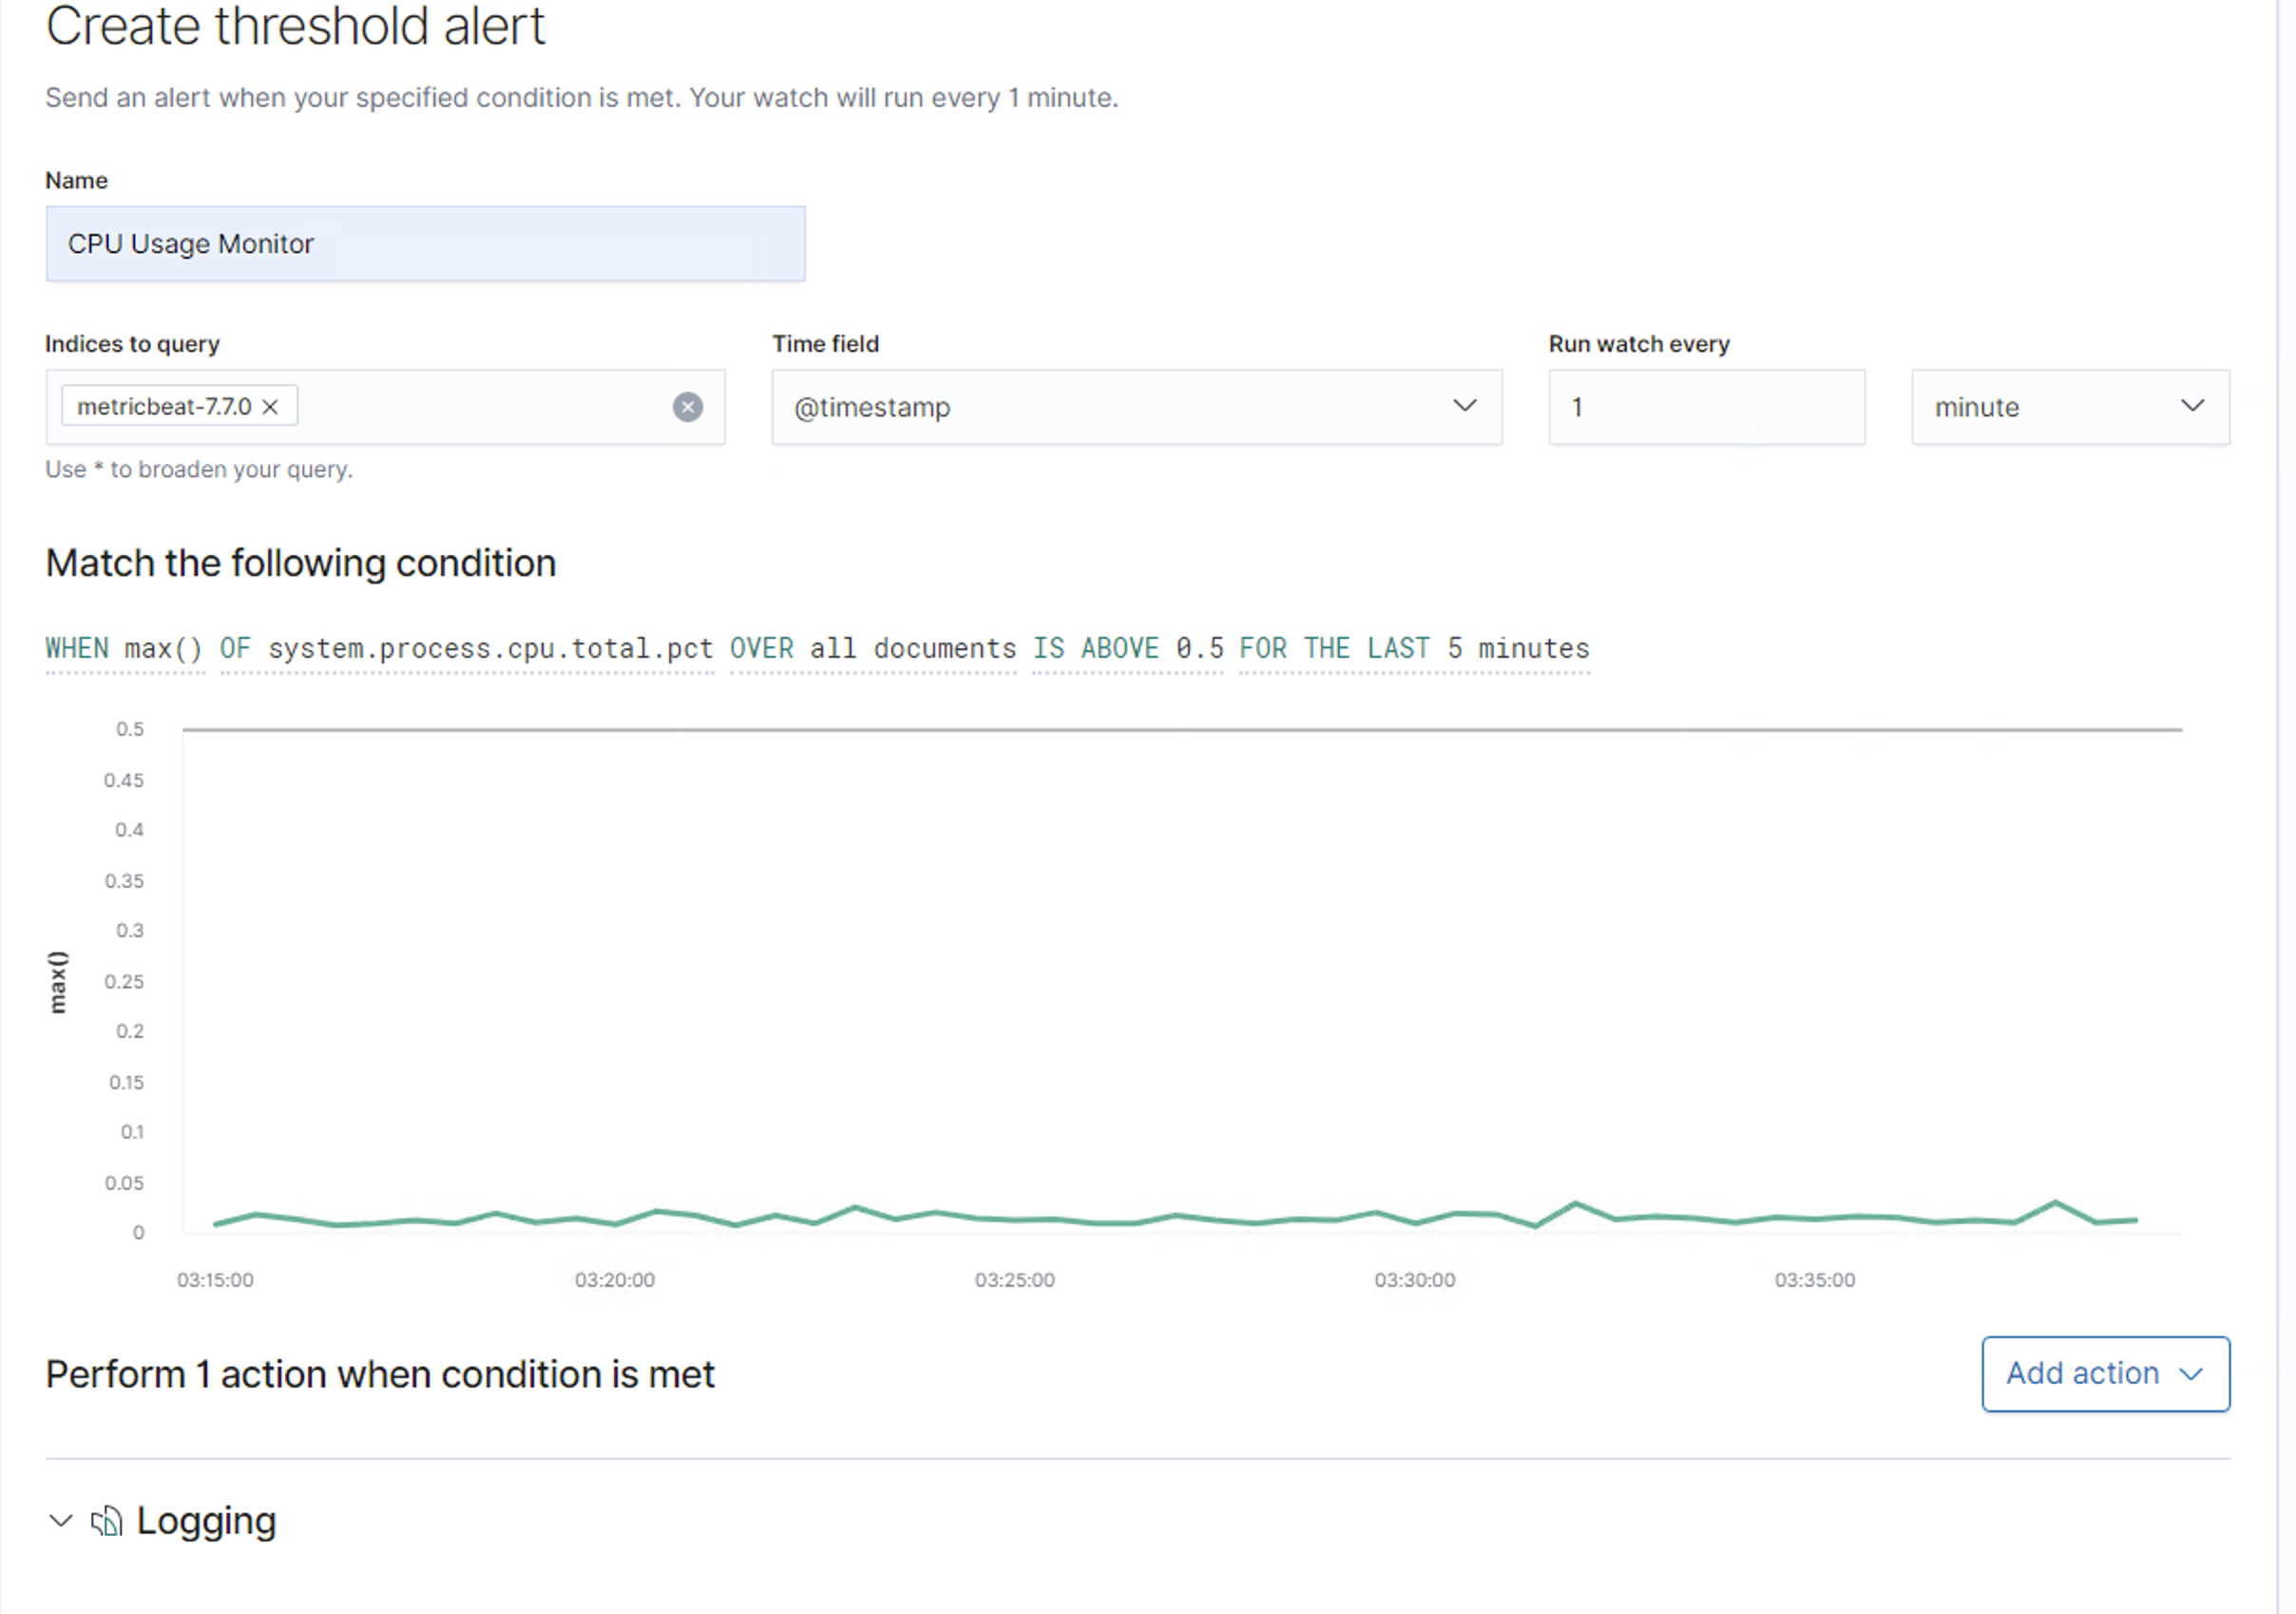 Create threshold alert
Send an alert when your specified condition is met. Your watch will run every 1 minute.
Name
CPU Usage Monitor
Indices to query
Time field
Run watch every
metricbeat-7.7.0
@timestamp
1
minute
Use * to broaden your query.
Match the following condition
WHEN max() OF system.process.cpu.total.pct OVER all documents IS ABOVE 0.5 FOR THE LAST 5 minutes
0.5
0.45
0.4
0.35
0.3
0.25
0.2
0.15
0.1
0.05
0
max()
03:15:00
03:20:00
03:25:00
03:30:00
03:35:00
Perform 1 action when condition is met
Add action
Logging